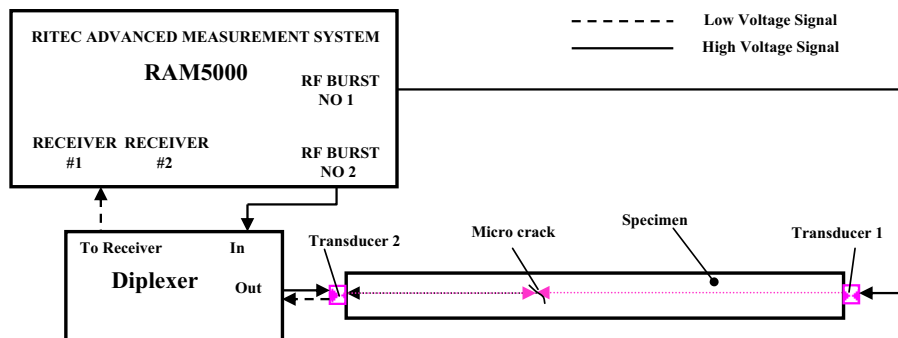 Low Voltage Signal
High Voltage Signal
RITEC ADVANCED MEASUREMENT SYSTEM
RAM5000
RF BURST
NO 1
RECEIVER
#1
RECEIVER
#2
RF BURST
NO 2
To Receiver
In
Diplexer
Out
Transducer 2
Micro crack
Specimen
Transducer 1